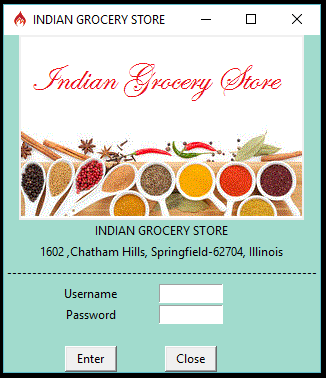 INDIAN GROCERY STORE
Indian Grocery Store
INDIAN GROCERY STORE
1602 ,Chatham Hills, Springfield-62704, Illinois
Username
Password
Enter Close